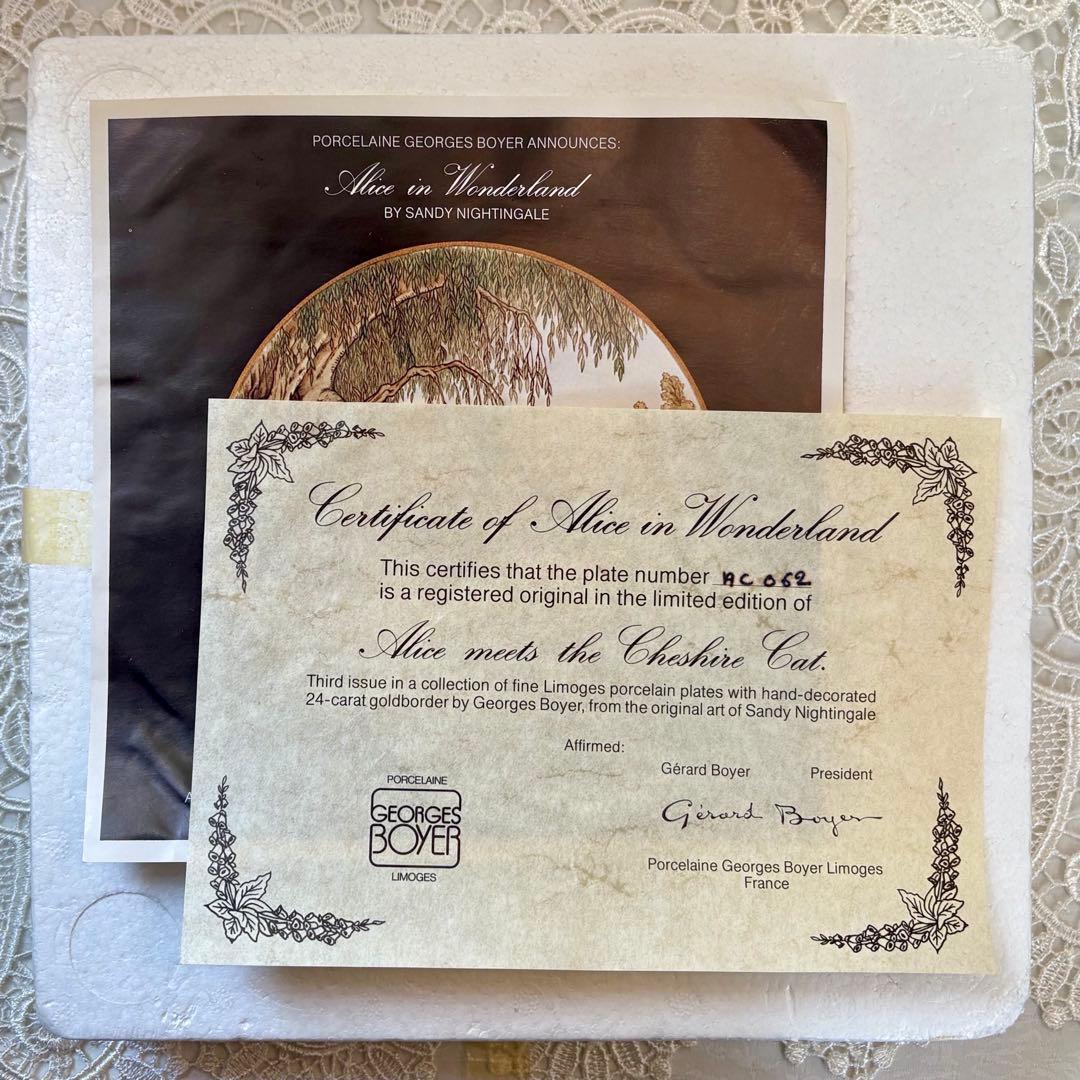 PORCELAINE GEORGES BOYER ANNOUNCES:
Alice in Wonderland
BY SANDY NIGHTINGALE
Certificate of Alice in Wonderland
This certifies that the plate number AC 062
is a registered original in the limited edition of
Alice meets the Cheshire Cat.
Third issue in a collection of fine Limoges porcelain plates with hand-decorated
24-carat goldborder by Georges Boyer, from the original art of Sandy Nightingale
Affirmed:
Gérard Boyer President
Gérard Boyer
PORCELAINE
GEORGES
BOYER
LIMOGES
Porcelaine Georges Boyer Limoges
France